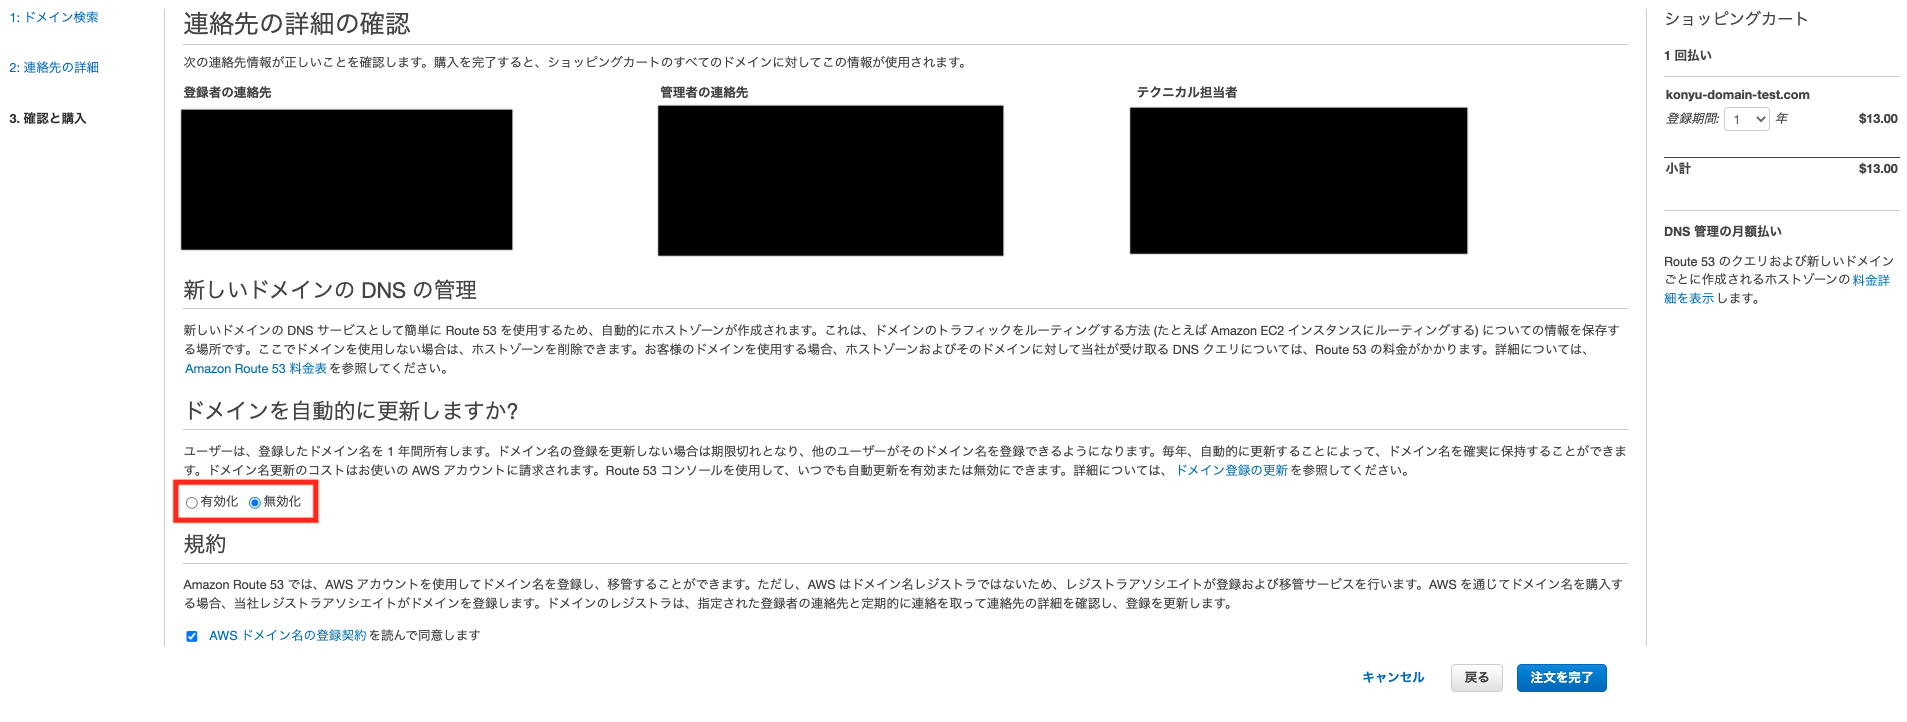 1: ドメイン検索
2: 連絡先の詳細
3. 確認と購入
連絡先の詳細の確認
次の連絡先情報が正しいことを確認します。購入を完了すると、ショッピングカートのすべてのドメインに対してこの情報が使用されます。
登録者の連絡先
管理者の連絡先
テクニカル担当者
新しいドメインの DNS の管理
新しいドメインの DNS サービスとして簡単に Route 53 を使用するため、自動的にホストゾーンが作成されます。これは、ドメインのトラフィックをルーティングする方法 (たとえば Amazon EC2 インスタンスにルーティングする) についての情報を保存す
る場所です。ここでドメインを使用しない場合は、ホストゾーンを削除できます。お客様のドメインを使用する場合、ホストゾーンおよびそのドメインに対して当社が受け取る DNS クエリについては、Route 53 の料金がかかります。詳細については、
Amazon Route 53 料金表 を参照してください。
ドメインを自動的に更新しますか?
ユーザーは、登録したドメイン名を 1 年間所有します。ドメイン名の登録を更新しない場合は期限切れとなり、他のユーザーがそのドメイン名を登録できるようになります。毎年、自動的に更新することによって、ドメイン名を確実に保持することができま
す。ドメイン名更新のコストはお使いの AWS アカウントに請求されます。Route 53 コンソールを使用して、いつでも自動更新を有効または無効にできます。詳細については、 ドメイン登録の更新 を参照してください。
有効化 無効化
規約
Amazon Route 53 では、AWS アカウントを使用してドメイン名を登録し、移管することができます。ただし、AWS はドメイン名レジストラではないため、レジストラアソシエイトが登録および移管サービスを行います。AWS を通じてドメイン名を購入す
る場合、当社レジストラアソシエイトがドメインを登録します。ドメインのレジストラは、指定された登録者の連絡先と定期的に連絡を取って連絡先の詳細を確認し、登録を更新します。
AWS ドメイン名の登録契約 を読んで同意します
キャンセル 戻る 注文を完了
ショッピングカート
1 回払い
konyu-domain-test.com
登録期間: 1 年 $13.00
小計 $13.00
DNS 管理の月額払い
Route 53 のクエリおよび新しいドメイン
ごとに作成されるホストゾーンの 料金詳
細を表示 します。